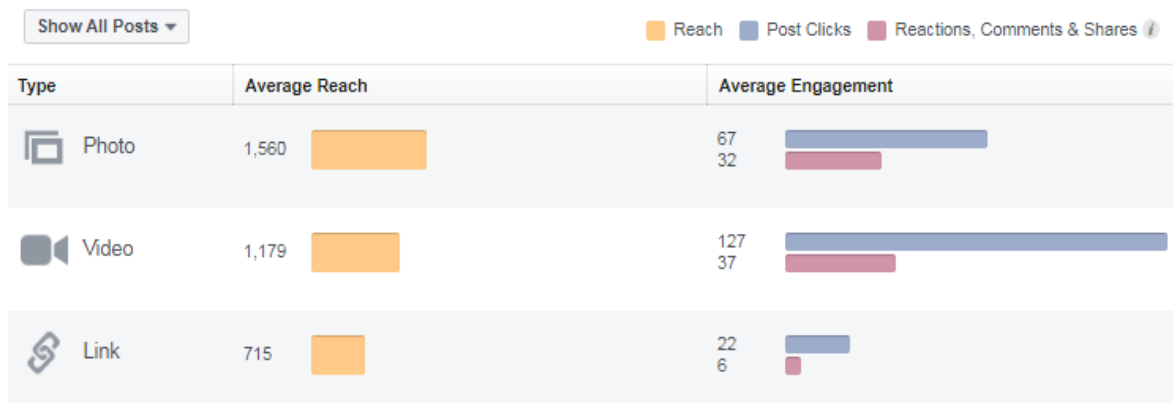 Show All Posts
Reach Post Clicks Reactions, Comments & Shares i
Type Average Reach Average Engagement
Photo 1,560 67
32
Video 1,179 127
37
Link 715 22
6